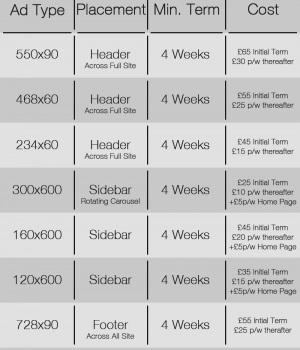 Ad Type Placement Min. Term Cost
550x90 Header 4 Weeks £65 Initial Term
Across Full Site £30 p/w thereafter
468x60 Header 4 Weeks £55 Initial Term
Across Full Site £25 p/w thereafter
234x60 Header 4 Weeks £45 Initial Term
Across Full Site £15 p/w thereafter
300x600 Sidebar 4 Weeks £25 Initial Term
Rotating Carousel £10 p/w thereafter
+£5p/w Home Page
160x600 Sidebar 4 Weeks £45 Initial Term
£20 p/w thereafter
+£5p/w Home Page
120x600 Sidebar 4 Weeks £35 Initial Term
£15 p/w thereafter
+£5p/w Home Page
728x90 Footer 4 Weeks £55 Intial Term
Across All Site £25 p/w thereafter